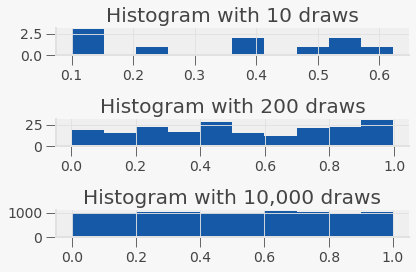 Histogram with 10 draws
2.5
0.0
0.1 0.2 0.3 0.4 0.5 0.6
Histogram with 200 draws
25
0
0.0 0.2 0.4 0.6 0.8 1.0
Histogram with 10,000 draws
1000
0
0.0 0.2 0.4 0.6 0.8 1.0